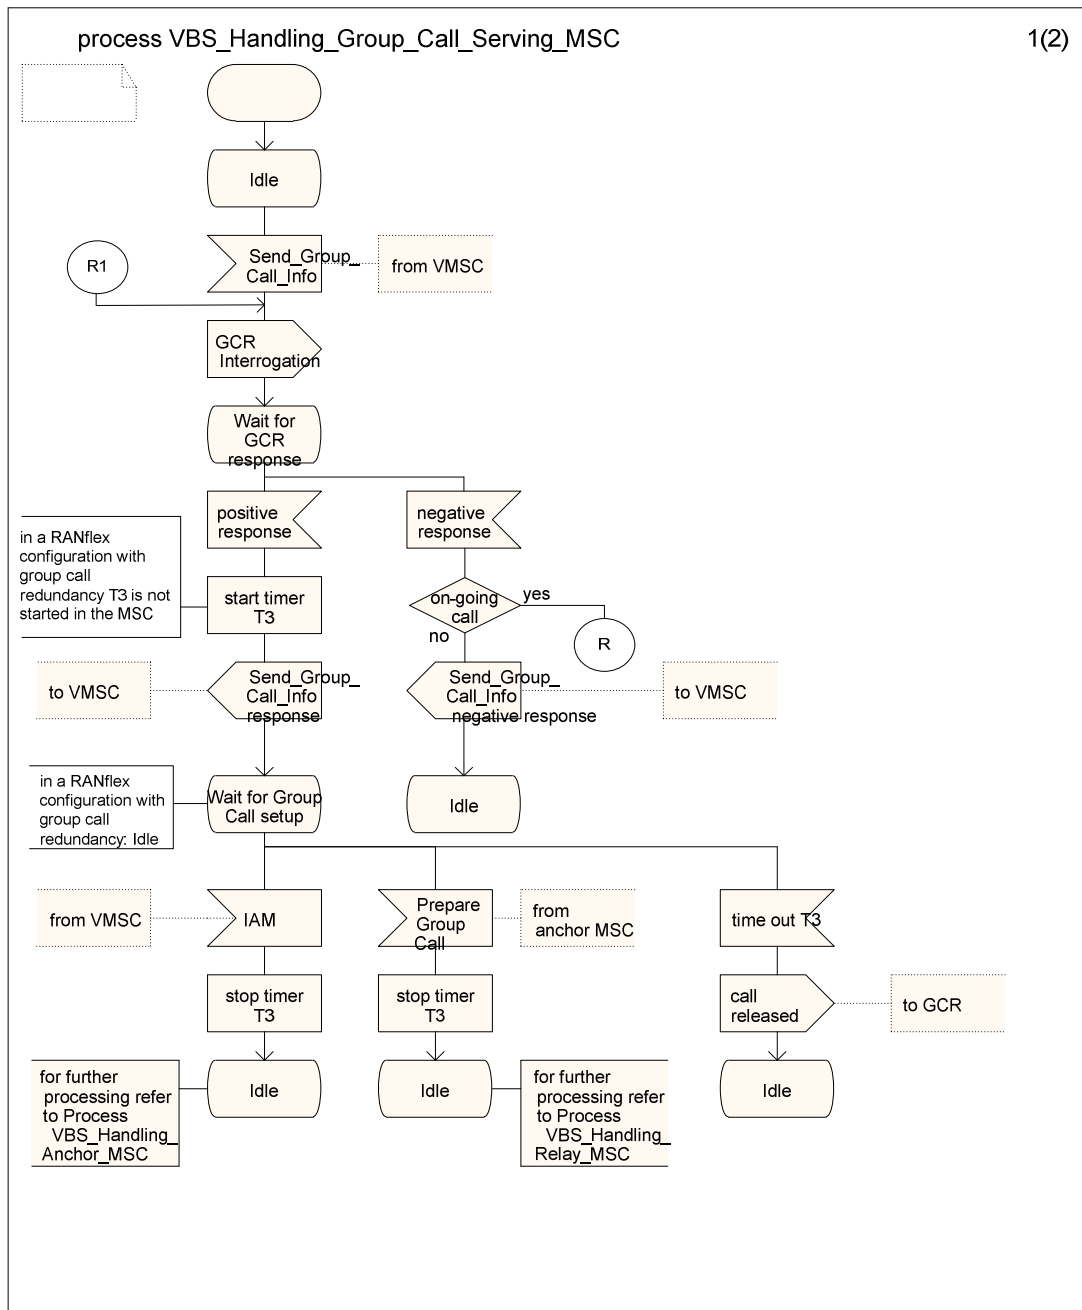 process VBS_Handling_Group_Call_Serving_MSC
1(2)
Idle
Send_Group_
Call_Info
from VMSC
R1
GCR
Interrogation
Wait for
GCR
response
positive
response
negative
response
in a RANflex
configuration with
group call
redundancy T3 is not
started in the MSC
start timer
T3
on-going
call
yes
no
R
to VMSC
Send_Group_
Call_Info
response
Send_Group_
Call_Info
negative response
to VMSC
in a RANflex
configuration with
group call
redundancy: Idle
Wait for Group
Call setup
Idle
from VMSC
IAM
Prepare
Group
Call
from
anchor MSC
time out T3
stop timer
T3
stop timer
T3
call
released
to GCR
for further
processing refer
to Process
VBS_Handling_
Anchor_MSC
Idle
Idle
for further
processing refer
to Process
VBS_Handling_
Relay_MSC
Idle